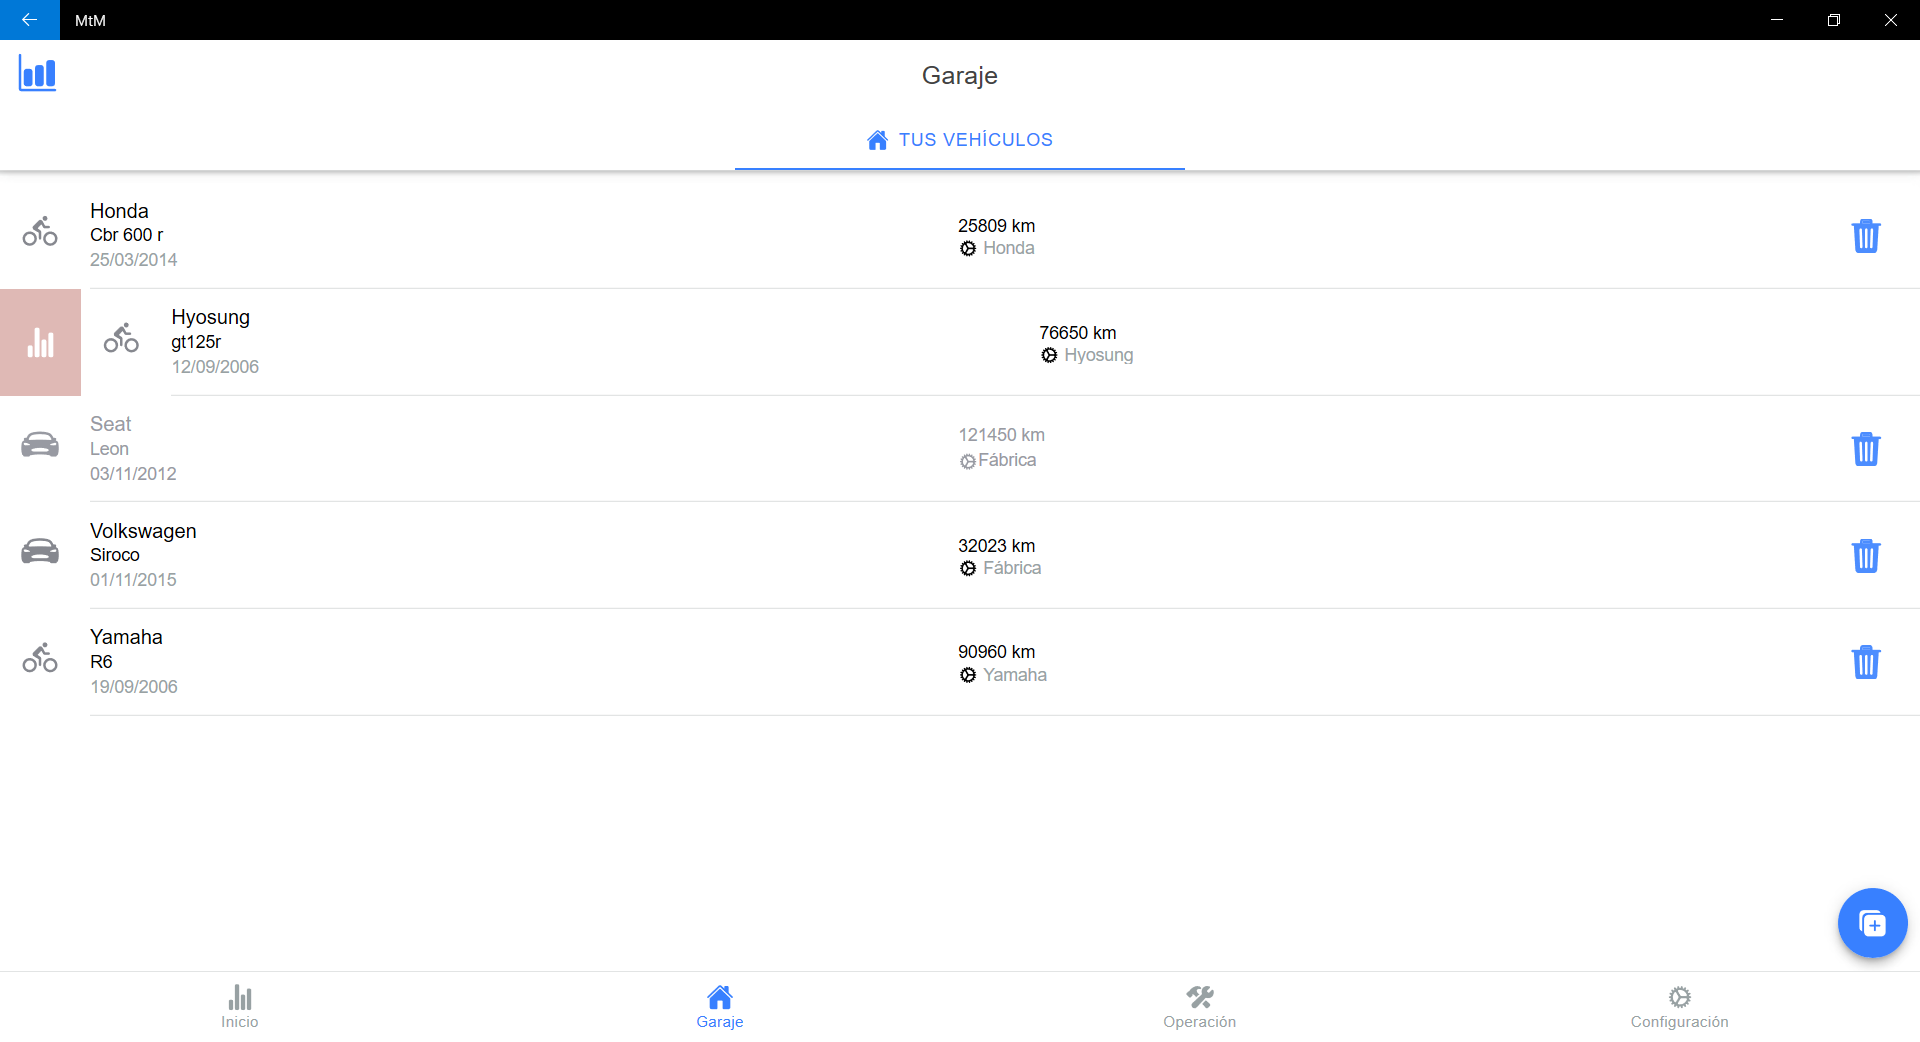 MtM
Garaje
TUS VEHÍCULOS
Honda
Cbr 600 r
25/03/2014
25809 km
Honda
Hyosung
gt125r
12/09/2006
76650 km
Hyosung
Seat
Leon
03/11/2012
121450 km
Fábrica
Volkswagen
Siroco
01/11/2015
32023 km
Fábrica
Yamaha
R6
19/09/2006
90960 km
Yamaha
Inicio
Garaje
Operación
Configuración